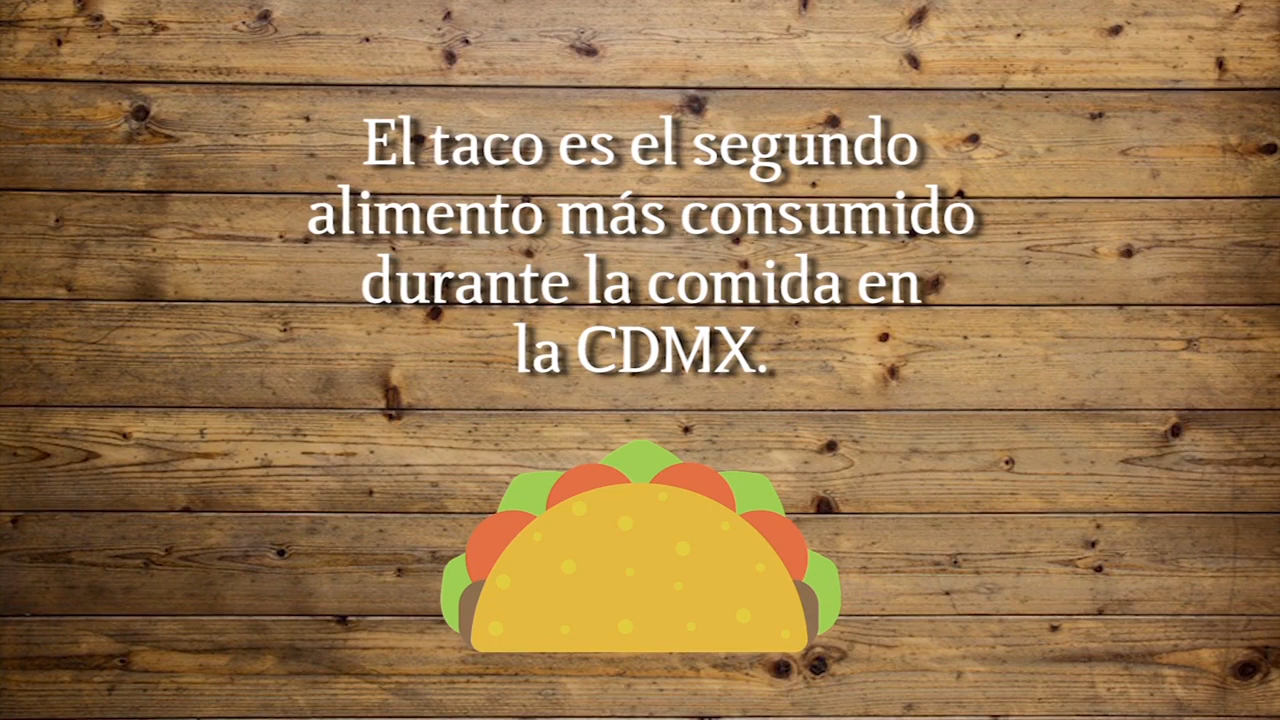 El taco es el segundo
alimento más consumido
durante la comida en
la CDMX.